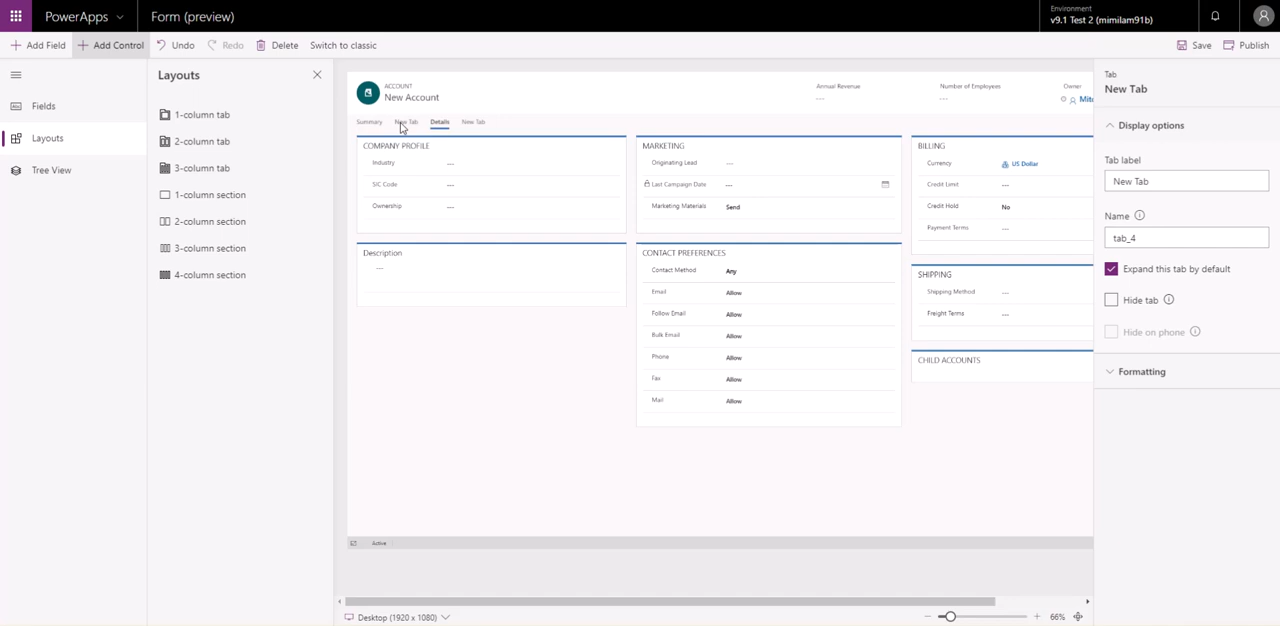 PowerApps
Form (preview)
Environment
v9.1 Test 2 (mimilam91b)
Add Field
Add Control
Undo
Redo
Delete
Switch to classic
Save
Publish
Fields
Layouts
Tree View
Layouts
1-column tab
2-column tab
3-column tab
1-column section
2-column section
3-column section
4-column section
ACCOUNT
New Account
Annual Revenue
---
Number of Employees
---
Owner
Summary
New Tab
Details
New Tab
COMPANY PROFILE
Industry ---
SIC Code ---
Ownership ---
Description
---
MARKETING
Originating Lead ---
Last Campaign Date ---
Marketing Materials Send
CONTACT PREFERENCES
Contact Method Any
Email Allow
Follow Email Allow
Bulk Email Allow
Phone Allow
Fax Allow
Mail Allow
BILLING
Currency US Dollar
Credit Limit ---
Credit Hold No
Payment Terms ---
SHIPPING
Shipping Method ---
Freight Terms ---
CHILD ACCOUNTS
Active
Desktop (1920 x 1080)
66%
Tab
New Tab
Display options
Tab label
New Tab
Name
tab_4
Expand this tab by default
Hide tab
Hide on phone
Formatting